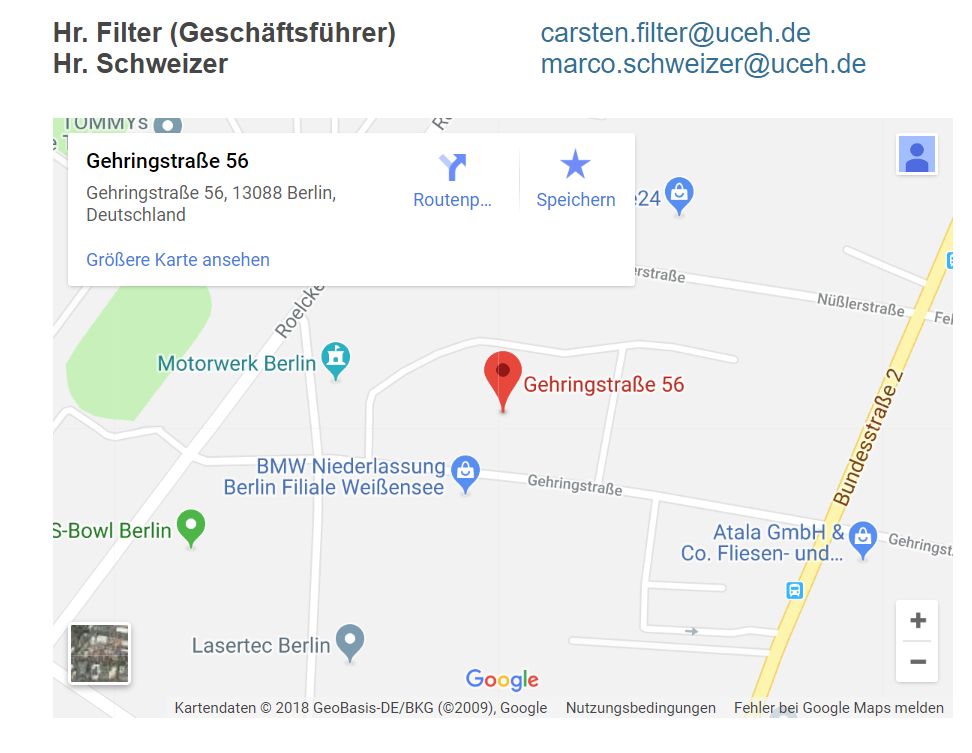 Hr. Filter (Geschäftsführer) carsten.filter@uceh.de
Hr. Schweizer marco.schweizer@uceh.de
TOMMYs
Gehringstraße 56
Gehringstraße 56, 13088 Berlin,
Deutschland
Größere Karte ansehen
Routenp...
Speichern
e24
erstraße
Nüßlerstraße
Fel
Roelcke
Motorwerk Berlin
Gehringstraße 56
Bundesstraße 2
BMW Niederlassung
Berlin Filiale Weißensee
Gehringstraße
S-Bowl Berlin
Atala GmbH &
Co. Fliesen- und...
Gehringst.
Lasertec Berlin
Google
Kartendaten © 2018 GeoBasis-DE/BKG (©2009), Google Nutzungsbedingungen Fehler bei Google Maps melden